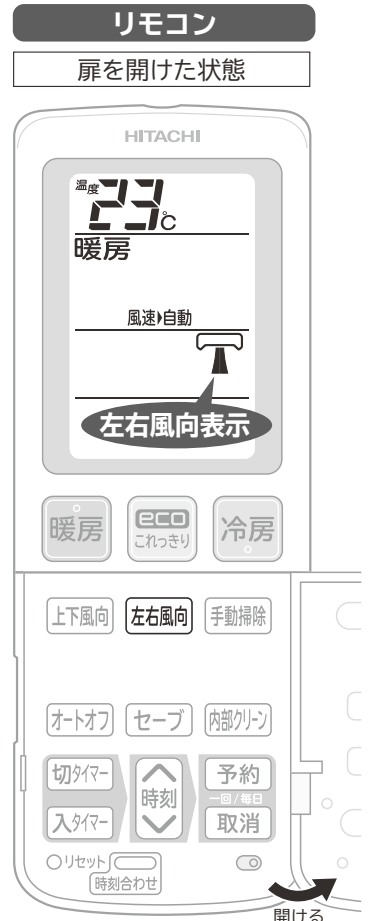 リモコン
扉を開けた状態
HITACHI
温度 23℃
暖房
風速▶自動
左右風向表示
暖房 eco これっきり 冷房
上下風向 左右風向 手動掃除
オートオフ セーブ 内部クリーン
切タイマー 時刻 予約
一回/毎日
入タイマー 取消
リセット
時刻合わせ
開ける